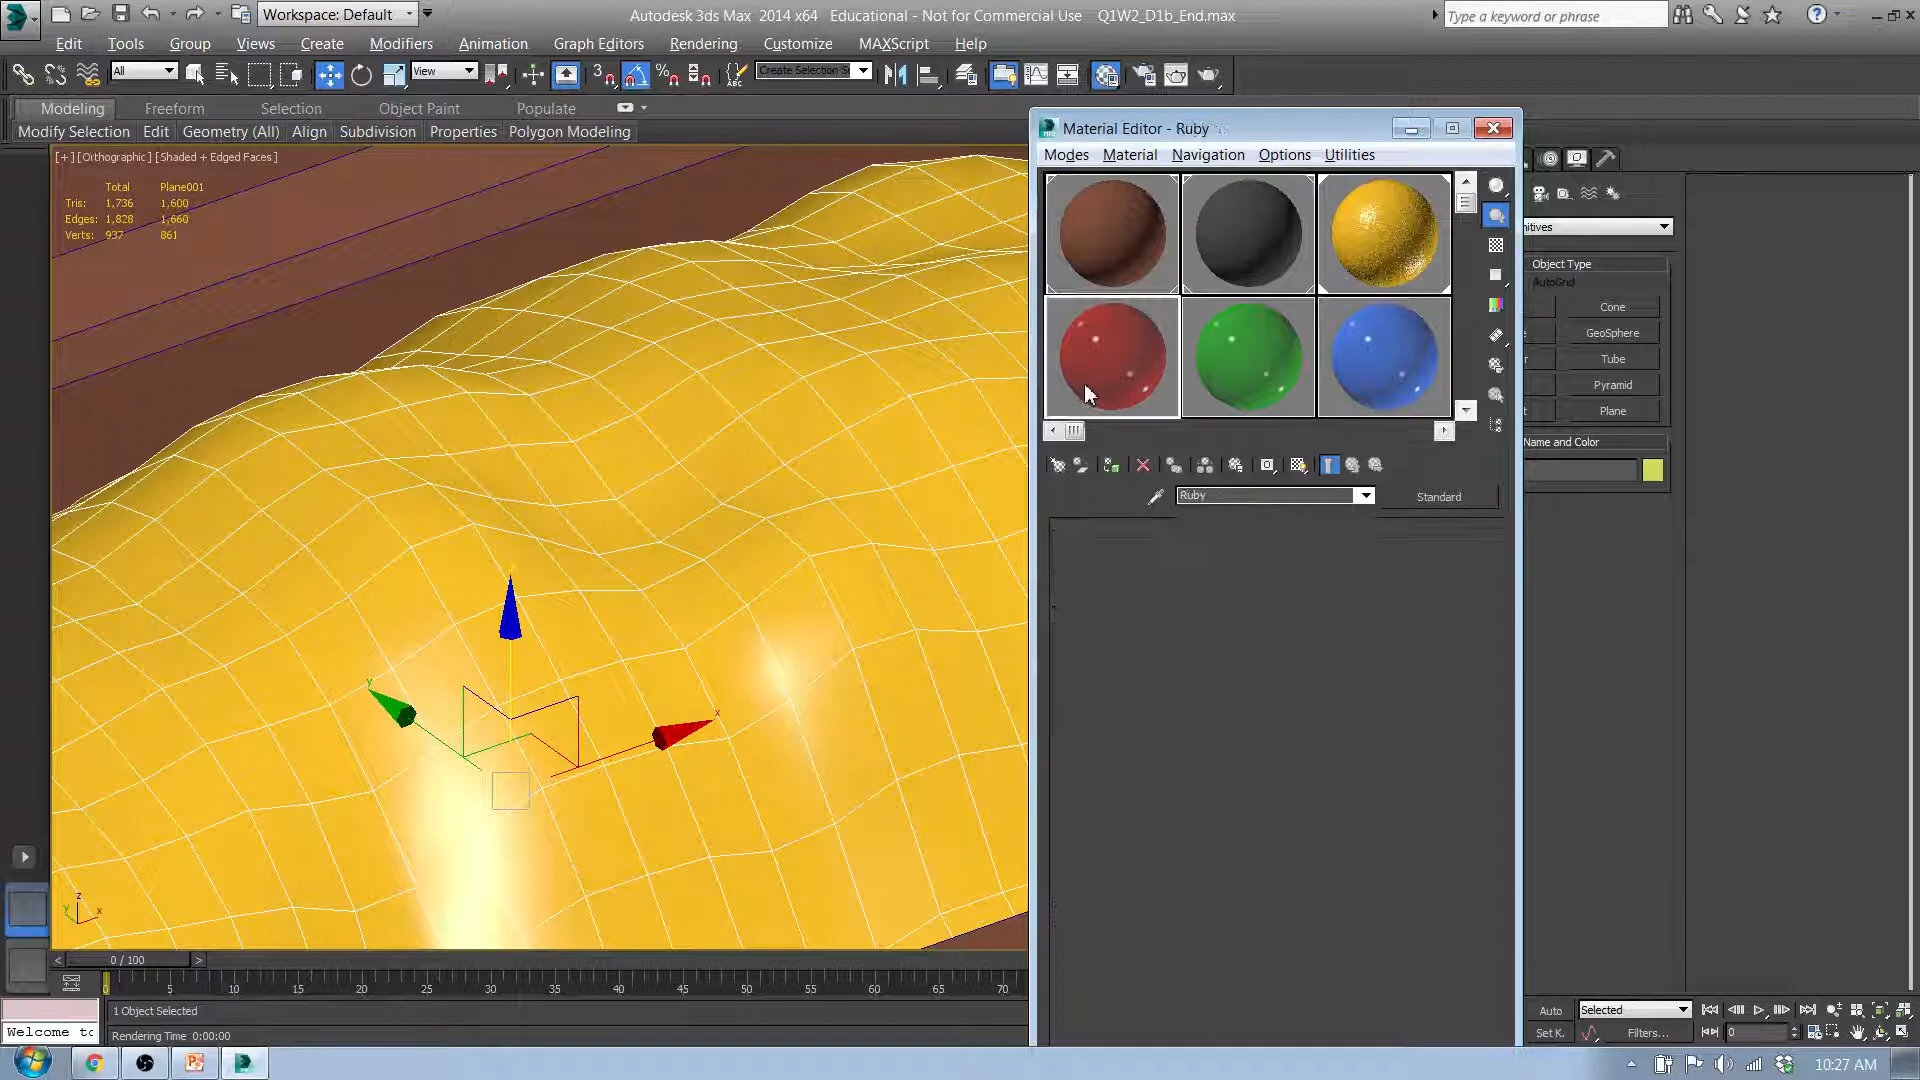 Workspace: Default
Autodesk 3ds Max 2014 x64 Educational - Not for Commercial Use Q1W2_D1b_End.max
Type a keyword or phrase
Edit Tools Group Views Create Modifiers Animation Graph Editors Rendering Customize MAXScript Help
All
View
3
ABC
Create Selection S
Modeling Freeform Selection Object Paint Populate
Modify Selection Edit Geometry (All) Align Subdivision Properties Polygon Modeling
[+] [Orthographic] [Shaded + Edged Faces]
Total Plane001
Tris: 1,736 1,600
Edges: 1,828 1,660
Verts: 937 861
Material Editor - Ruby
Modes Material Navigation Options Utilities
Ruby
Standard
nitives
Object Type
AutoGrid
Cone
GeoSphere
Tube
Pyramid
Plane
Name and Color
y
x
z
y
x
0 / 100
0 5 10 15 20 25 30 35 40 45 50 55 60 65 70
1 Object Selected
Welcome to
Rendering Time 0:00:00
Auto
Selected
Set K.
Filters...
0
10:27 AM